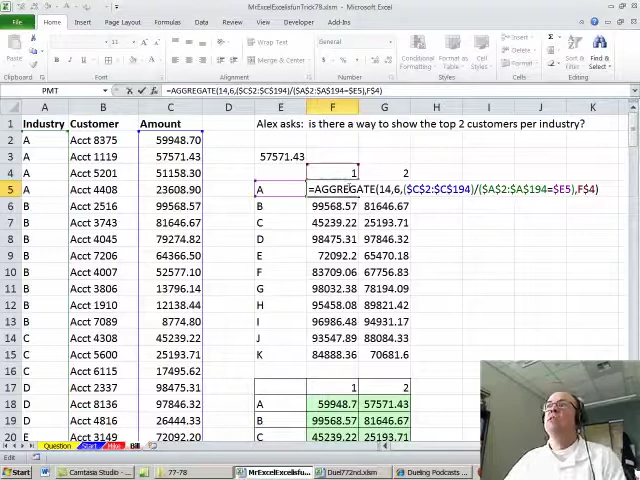 MrExcelExcelisfunTrick78.xlsm - Microsoft Excel
File Home Insert Page Layout Formulas Data Review View Developer Add-Ins
Paste
Wrap Text
Merge & Center
General
Conditional Formatting Format as Table Cell Styles
Insert
Delete
Format
Sort & Filter Find & Select
Clipboard Font Alignment Number Styles Cells Editing
PMT =AGGREGATE(14,6,($C$2:$C$194)/($A$2:$A$194=$E5),F$4)
A B C D E F G H I J K
1 Industry Customer Amount Alex asks: is there a way to show the top 2 customers per industry?
2 A Acct 8375 59948.70
3 A Acct 1119 57571.43 57571.43
4 A Acct 5201 51158.30 1 2
5 A Acct 4408 23608.90 A =AGGREGATE(14,6,($C$2:$C$194)/($A$2:$A$194=$E5),F$4)
6 B Acct 2516 99568.57 B 99568.57 81646.67
7 B Acct 3743 81646.67 C 45239.22 25193.71
8 B Acct 4045 79274.82 D 98475.31 97846.32
9 B Acct 7206 64366.50 E 72092.2 65470.18
10 B Acct 4007 52577.10 F 83709.06 67756.83
11 B Acct 3806 13796.14 G 98032.38 78194.09
12 B Acct 1910 12138.44 H 95458.08 89821.42
13 B Acct 7089 8774.80 I 96986.48 94931.17
14 C Acct 4308 45239.22 J 93547.89 88084.33
15 C Acct 5600 25193.71 K 84888.36 70681.6
16 C Acct 6115 17495.62
17 D Acct 2337 98475.31 1 2
18 D Acct 8136 97846.32 A 59948.7 57571.43
19 D Acct 4816 26444.33 B 99568.57 81646.67
20 E Acct 3149 72092.20 C 45239.22 25193.71
Question Start Mike Bill
Edit
Start Camtasia Studio - ... 77-78 MrExcelExcelisfunTrick... Duel772nd.xlsm Dueling Podcasts ...